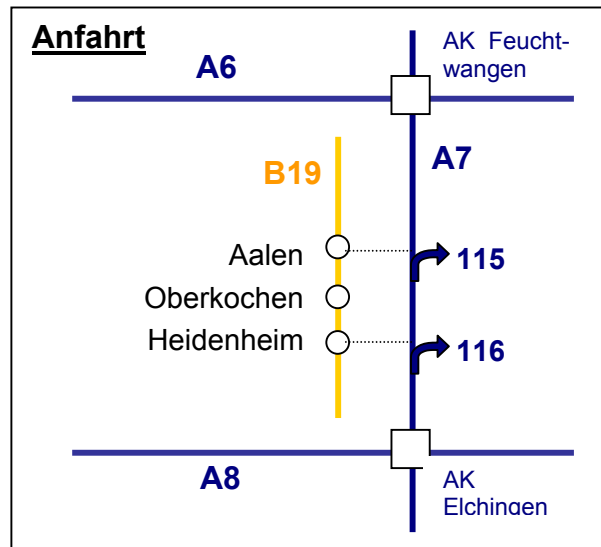 Anfahrt
AK Feucht-
wangen
A6
A7
B19
Aalen
115
Oberkochen
Heidenheim
116
A8
AK
Elchingen